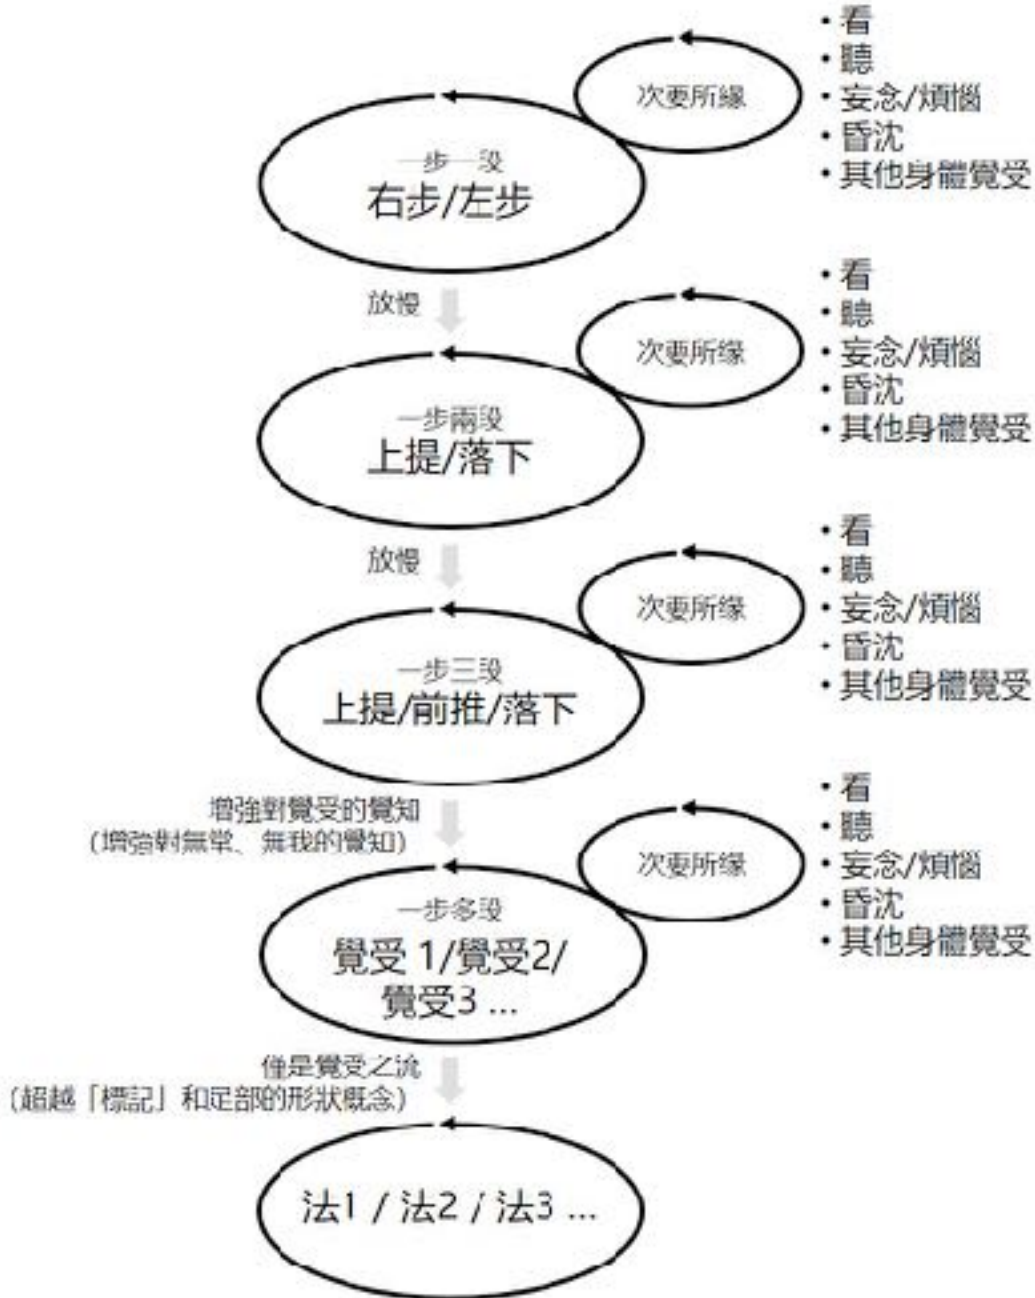 次要所緣
• 看
• 聽
• 妄念/煩惱
• 昏沈
• 其他身體覺受
一步一段
右步/左步
放慢
次要所缘
• 看
• 聽
• 妄念/煩惱
• 昏沈
• 其他身體覺受
一步兩段
上提/落下
放慢
次要所缘
• 看
• 聽
• 妄念/煩惱
• 昏沈
• 其他身體覺受
一步三段
上提/前推/落下
增強對覺受的覺知
（增強對無常、無我的覺知）
次要所缘
• 看
• 聽
• 妄念/煩惱
• 昏沈
• 其他身體覺受
一步多段
覺受 1/覺受2/
覺受3 ...
僅是覺受之流
（超越「標記」和足部的形狀概念）
法1 / 法2 / 法3 ...